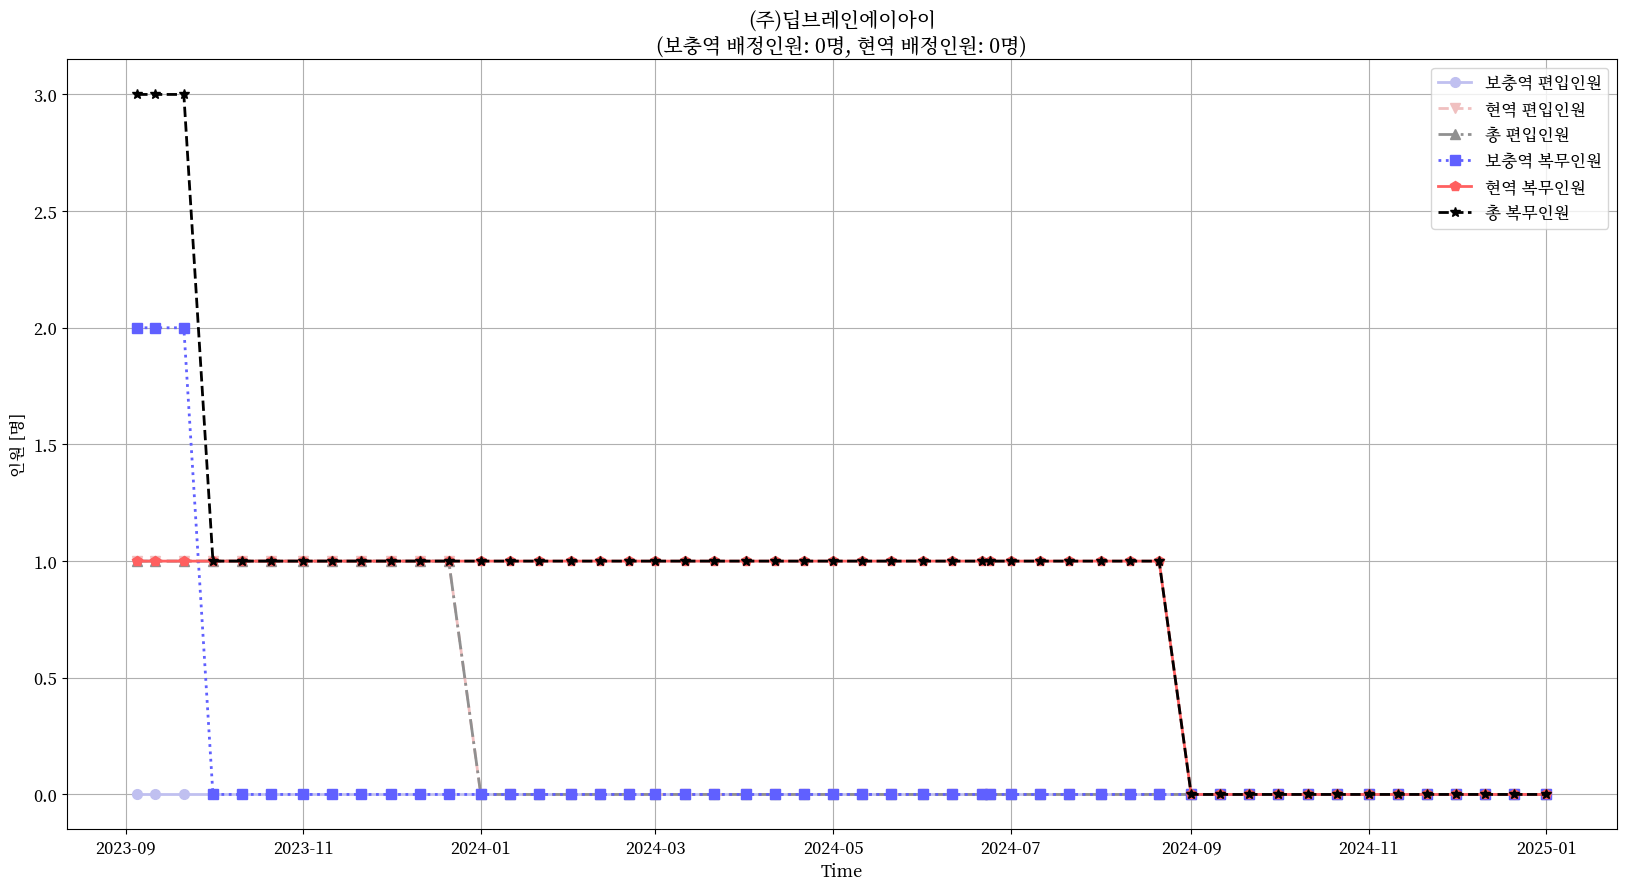 (주)딥브레인에이아이
(보충역 배정인원: 0명, 현역 배정인원: 0명)
보충역 편입인원
현역 편입인원
총 편입인원
보충역 복무인원
현역 복무인원
총 복무인원
3.0
2.5
2.0
1.5
1.0
0.5
0.0
인원 [명]
2023-09 2023-11 2024-01 2024-03 2024-05 2024-07 2024-09 2024-11 2025-01
Time